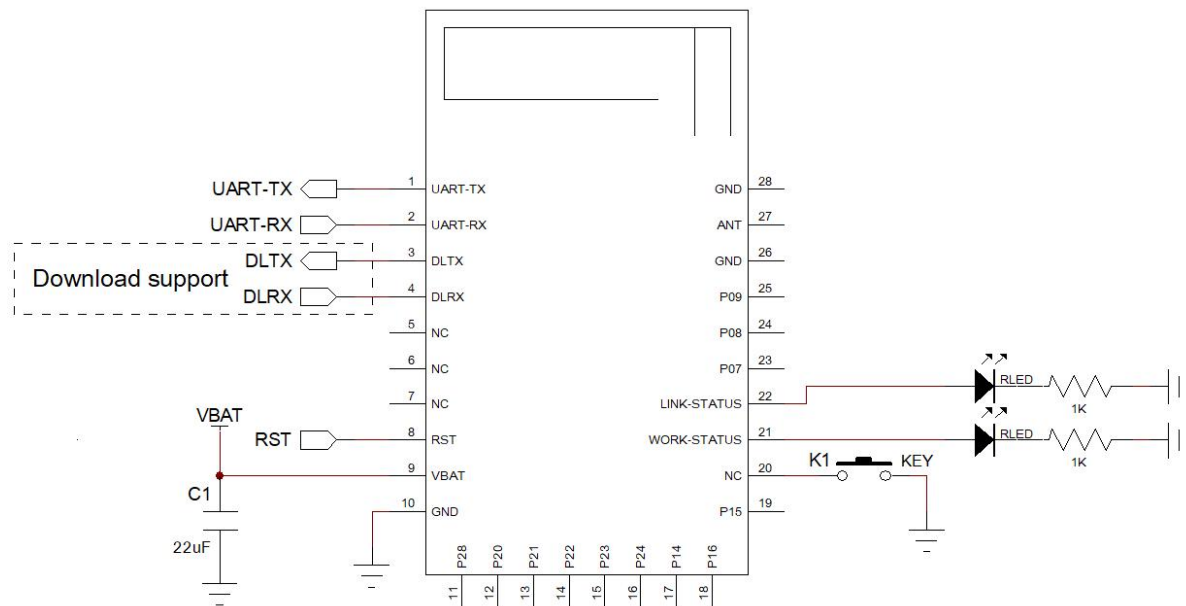 UART-TX 1 UART-TX GND 28
UART-RX 2 UART-RX ANT 27
Download support DLTX 3 DLTX GND 26
DLRX 4 DLRX P09 25
5 NC P08 24
6 NC P07 23
7 NC LINK-STATUS 22 RLED 1K
VBAT
RST 8 RST WORK-STATUS 21 RLED 1K
9 VBAT NC 20 K1 KEY
C1
22uF
10 GND P15 19
P28 P20 P21 P22 P23 P24 P14 P16
11 12 13 14 15 16 17 18